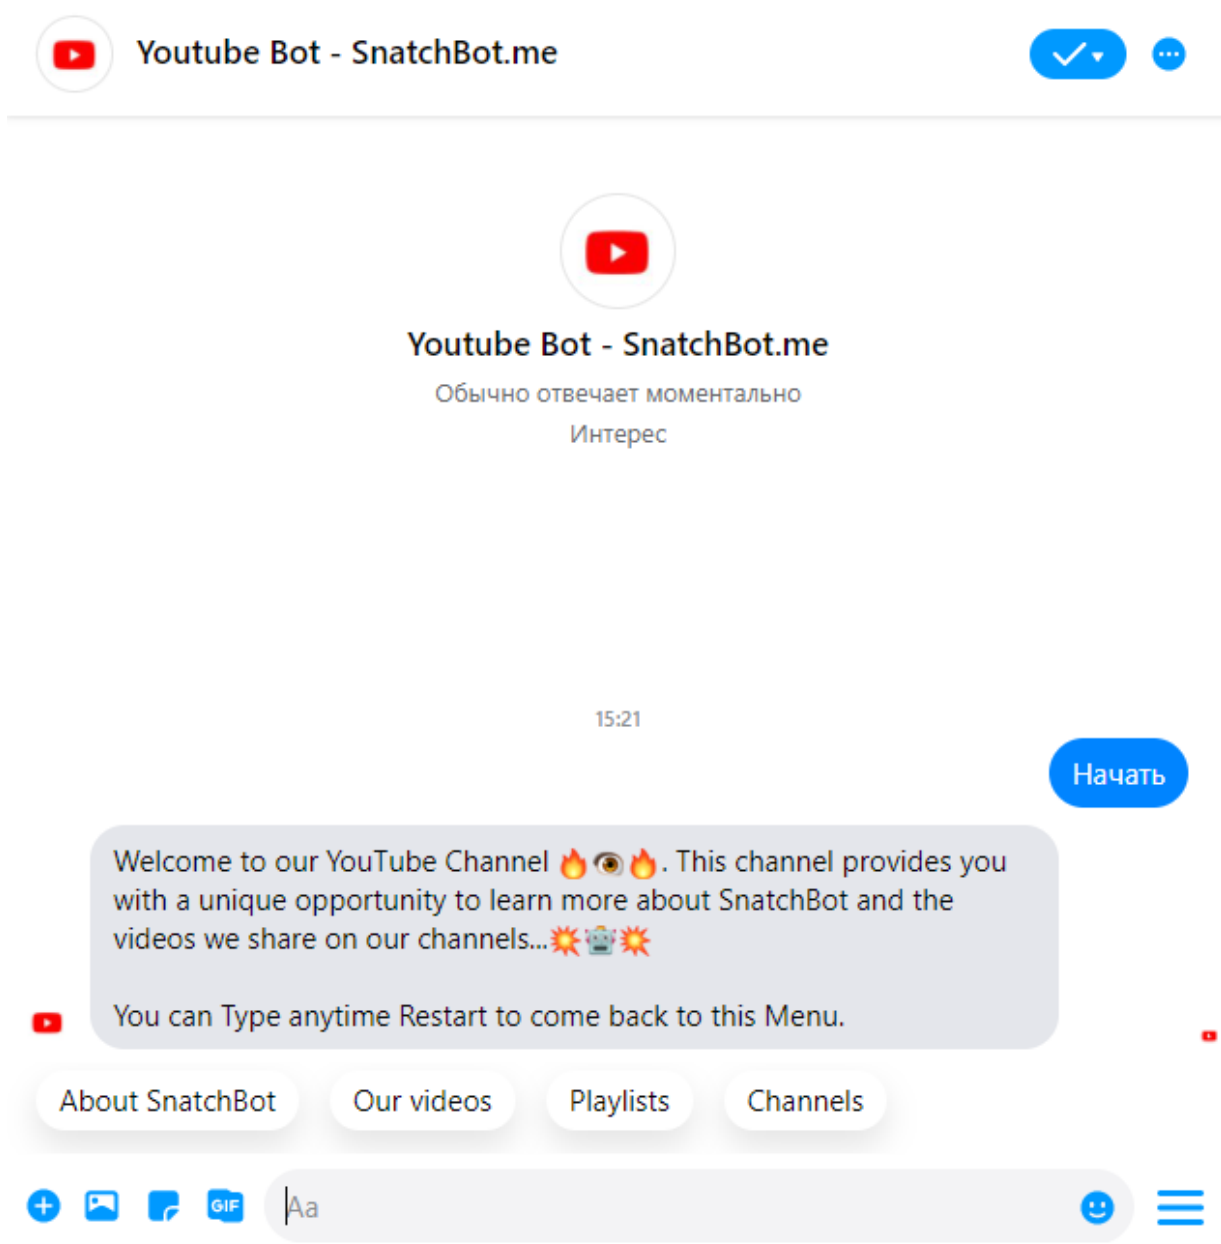 Youtube Bot - SnatchBot.me
Youtube Bot - SnatchBot.me
Обычно отвечает моментально
Интерес
15:21
Начать
Welcome to our YouTube Channel 🔥👁🔥. This channel provides you
with a unique opportunity to learn more about SnatchBot and the
videos we share on our channels...💥🤖💥
You can Type anytime Restart to come back to this Menu.
About SnatchBot Our videos Playlists Channels
GIF Aa